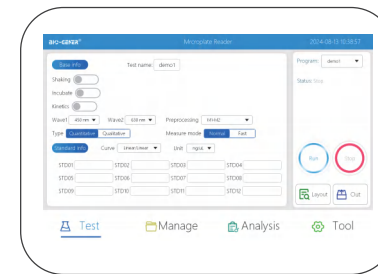 BIO-GEFER® Microplate Reader 2024-08-13 10:38:57
Base info Test name: demo1
Program: demo1
Shaking
Status: Stop
Incubate
Kinetics
Wave1: 450 nm Wave2: 630 nm Preprocessing
Type Quantitative Qualitative Measure mode Normal Fast
Standard info Curve Unit
STD01 STD02 STD03 STD04
STD05 STD06 STD07 STD08
STD09 STD10 STD11 STD12
Run Stop
Layout Out
Test Manage Analysis Tool